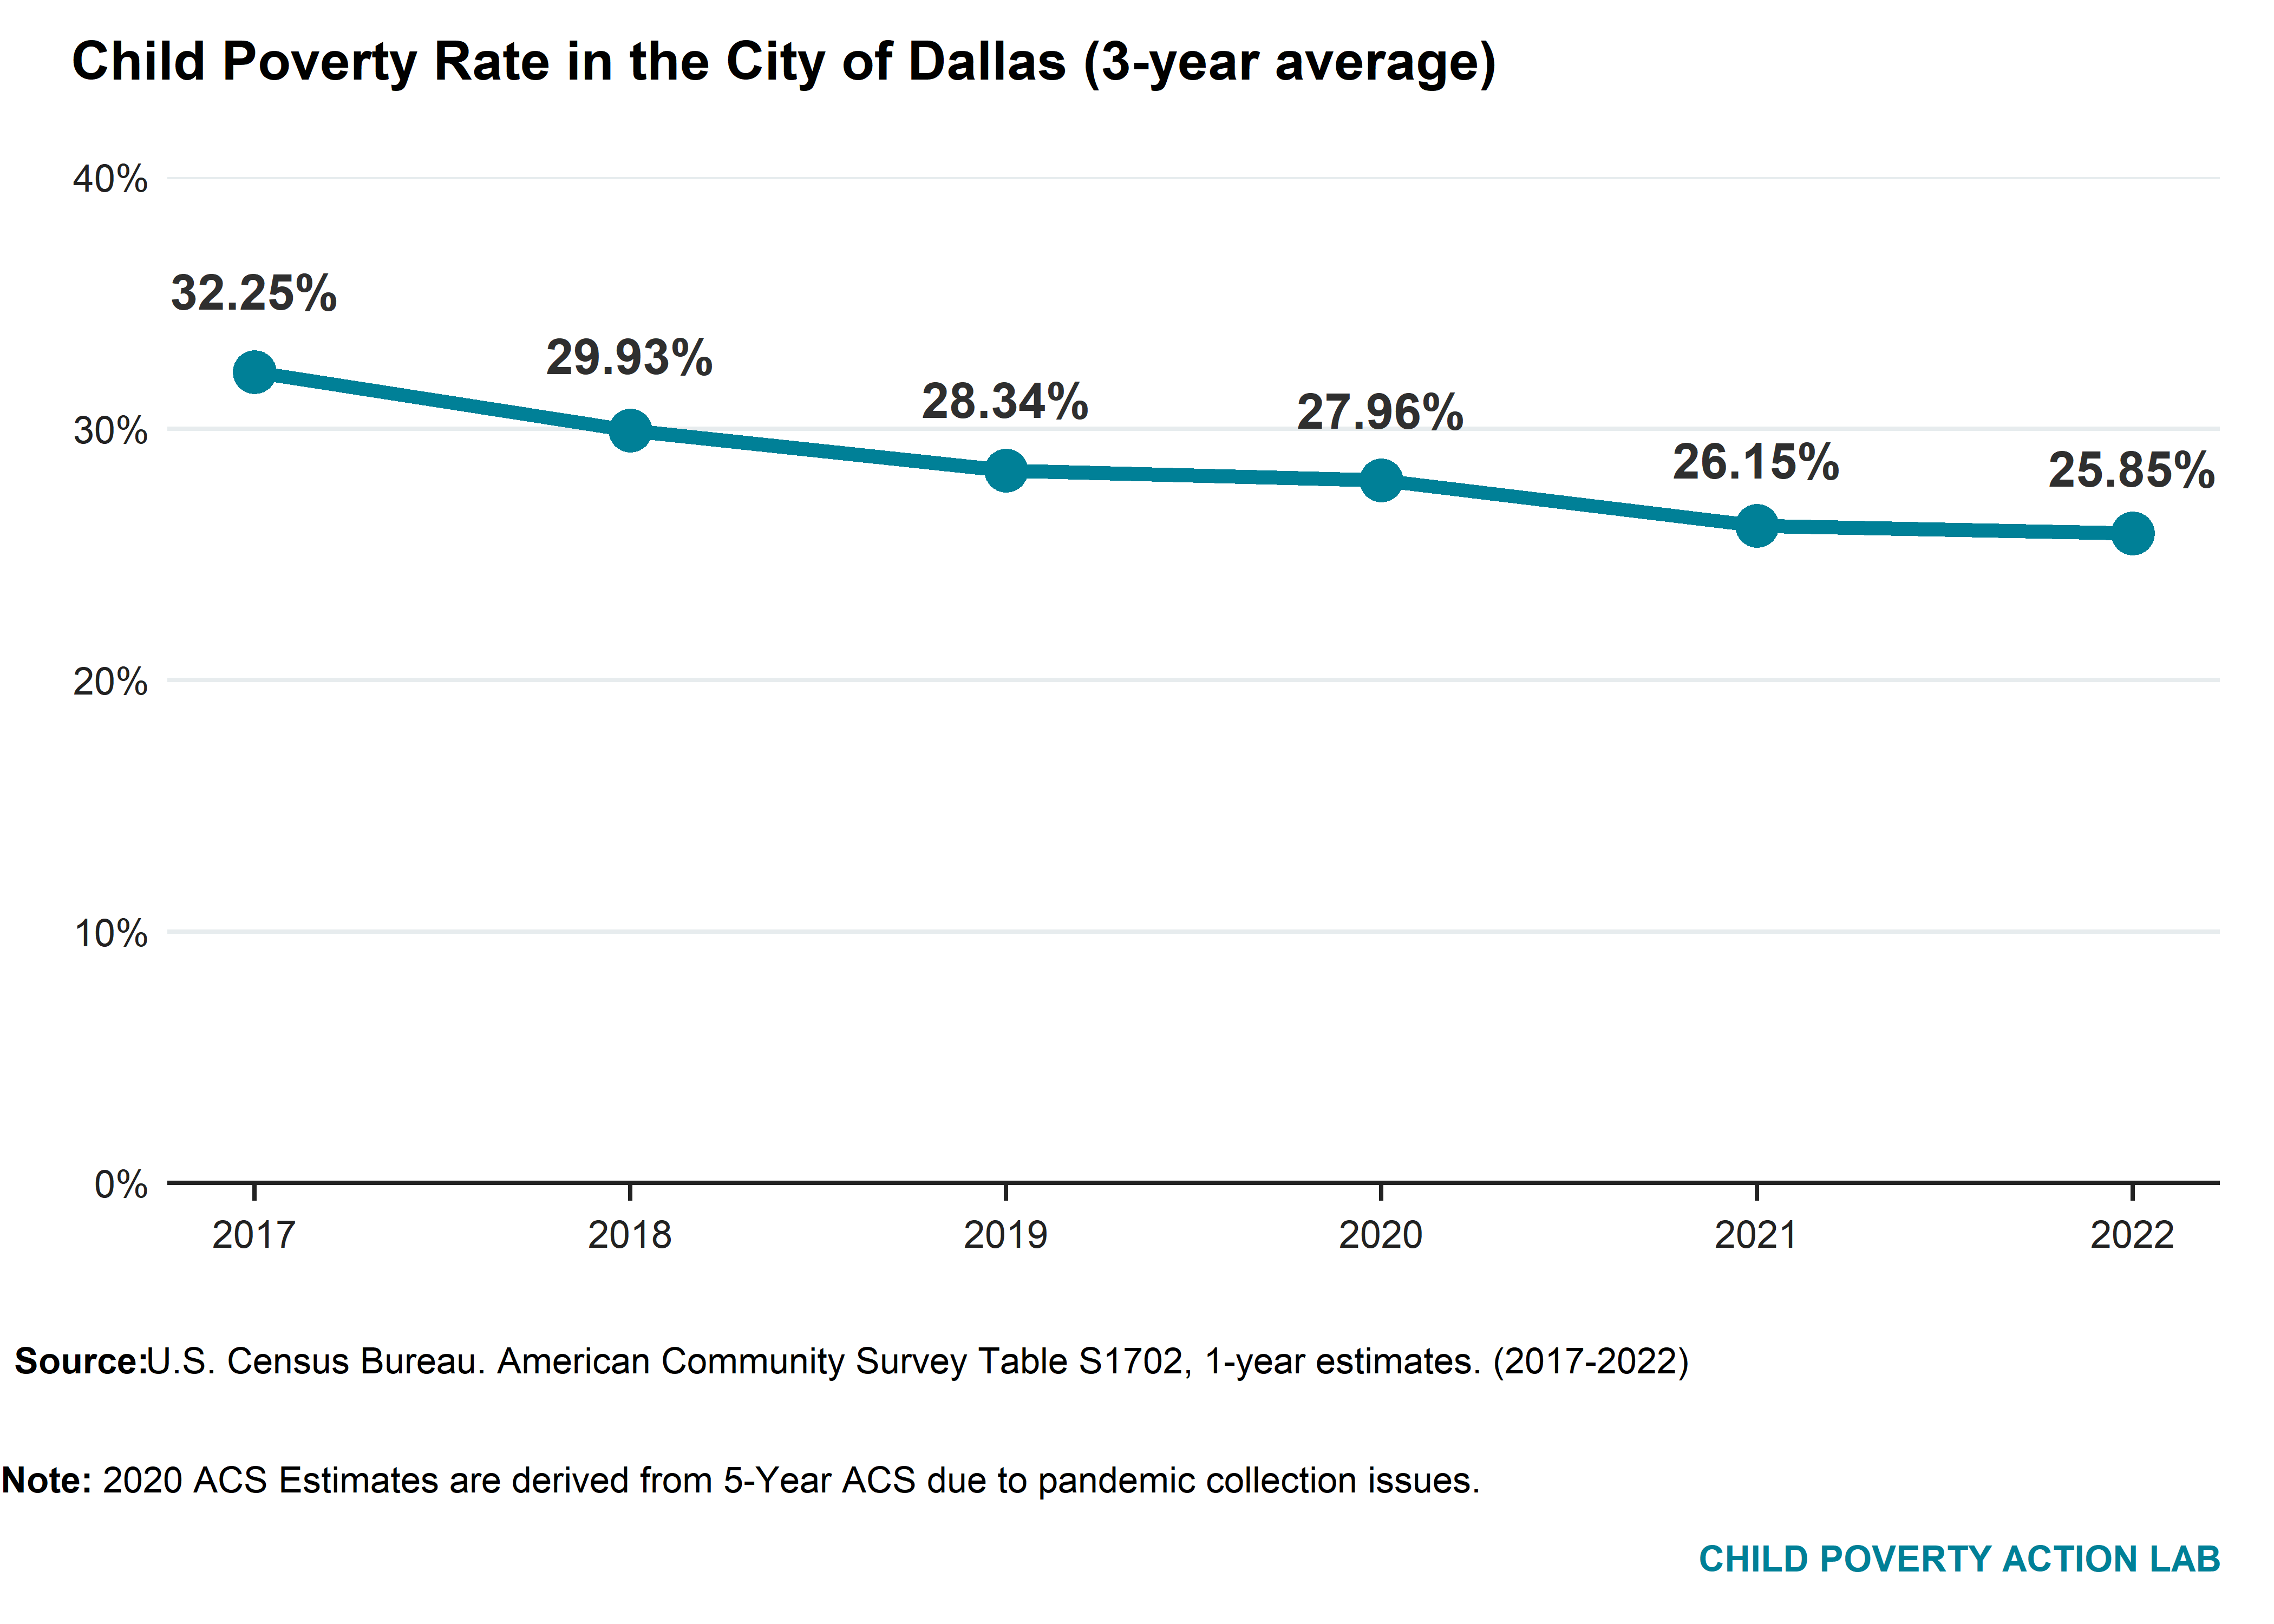 Child Poverty Rate in the City of Dallas (3-year average)
40%
32.25%
29.93%
28.34%
27.96%
30%
26.15%
25.85%
20%
10%
0%
2017 2018 2019 2020 2021 2022
Source:U.S. Census Bureau. American Community Survey Table S1702, 1-year estimates. (2017-2022)
Note: 2020 ACS Estimates are derived from 5-Year ACS due to pandemic collection issues.
CHILD POVERTY ACTION LAB